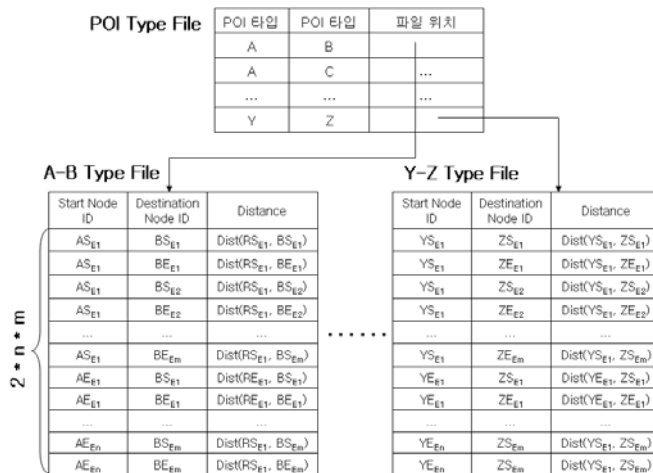 POI Type File
POI 타입 POI 타입 파일 위치
A B
A C ...
... ...
Y Z
A-B Type File
Start Node ID Destination Node ID Distance
AS_E1 BS_E1 Dist(RS_E1, BS_E1)
AS_E1 BE_E1 Dist(RS_E1, BE_E1)
AS_E1 BS_E2 Dist(RS_E1, BS_E2)
AS_E1 BE_E2 Dist(RS_E1, BE_E2)
... ... ...
AS_E1 BE_Em Dist(RS_E1, BS_Em)
AE_E1 BS_E1 Dist(RE_E1, BS_E1)
AE_E1 BE_E1 Dist(RE_E1, BE_E1)
... ... ...
AE_En BS_Em Dist(RS_E1, BS_Em)
AE_En BE_Em Dist(RS_E1, BE_Em)
2 * n * m
......
Y-Z Type File
Start Node ID Destination Node ID Distance
YS_E1 ZS_E1 Dist(YS_E1, ZS_E1)
YS_E1 ZE_E1 Dist(YS_E1, ZE_E1)
YS_E1 ZS_E2 Dist(YS_E1, ZS_E2)
YS_E1 ZE_E2 Dist(YS_E1, ZE_E2)
... ... ...
YS_E1 ZE_Em Dist(YS_E1, ZS_Em)
YE_E1 ZS_E1 Dist(YE_E1, ZS_E1)
YE_E1 ZE_E1 Dist(YE_E1, ZE_E1)
... ... ...
YE_En ZS_Em Dist(YS_E1, ZS_Em)
YE_En ZS_Em Dist(YS_E1, ZS_Em)